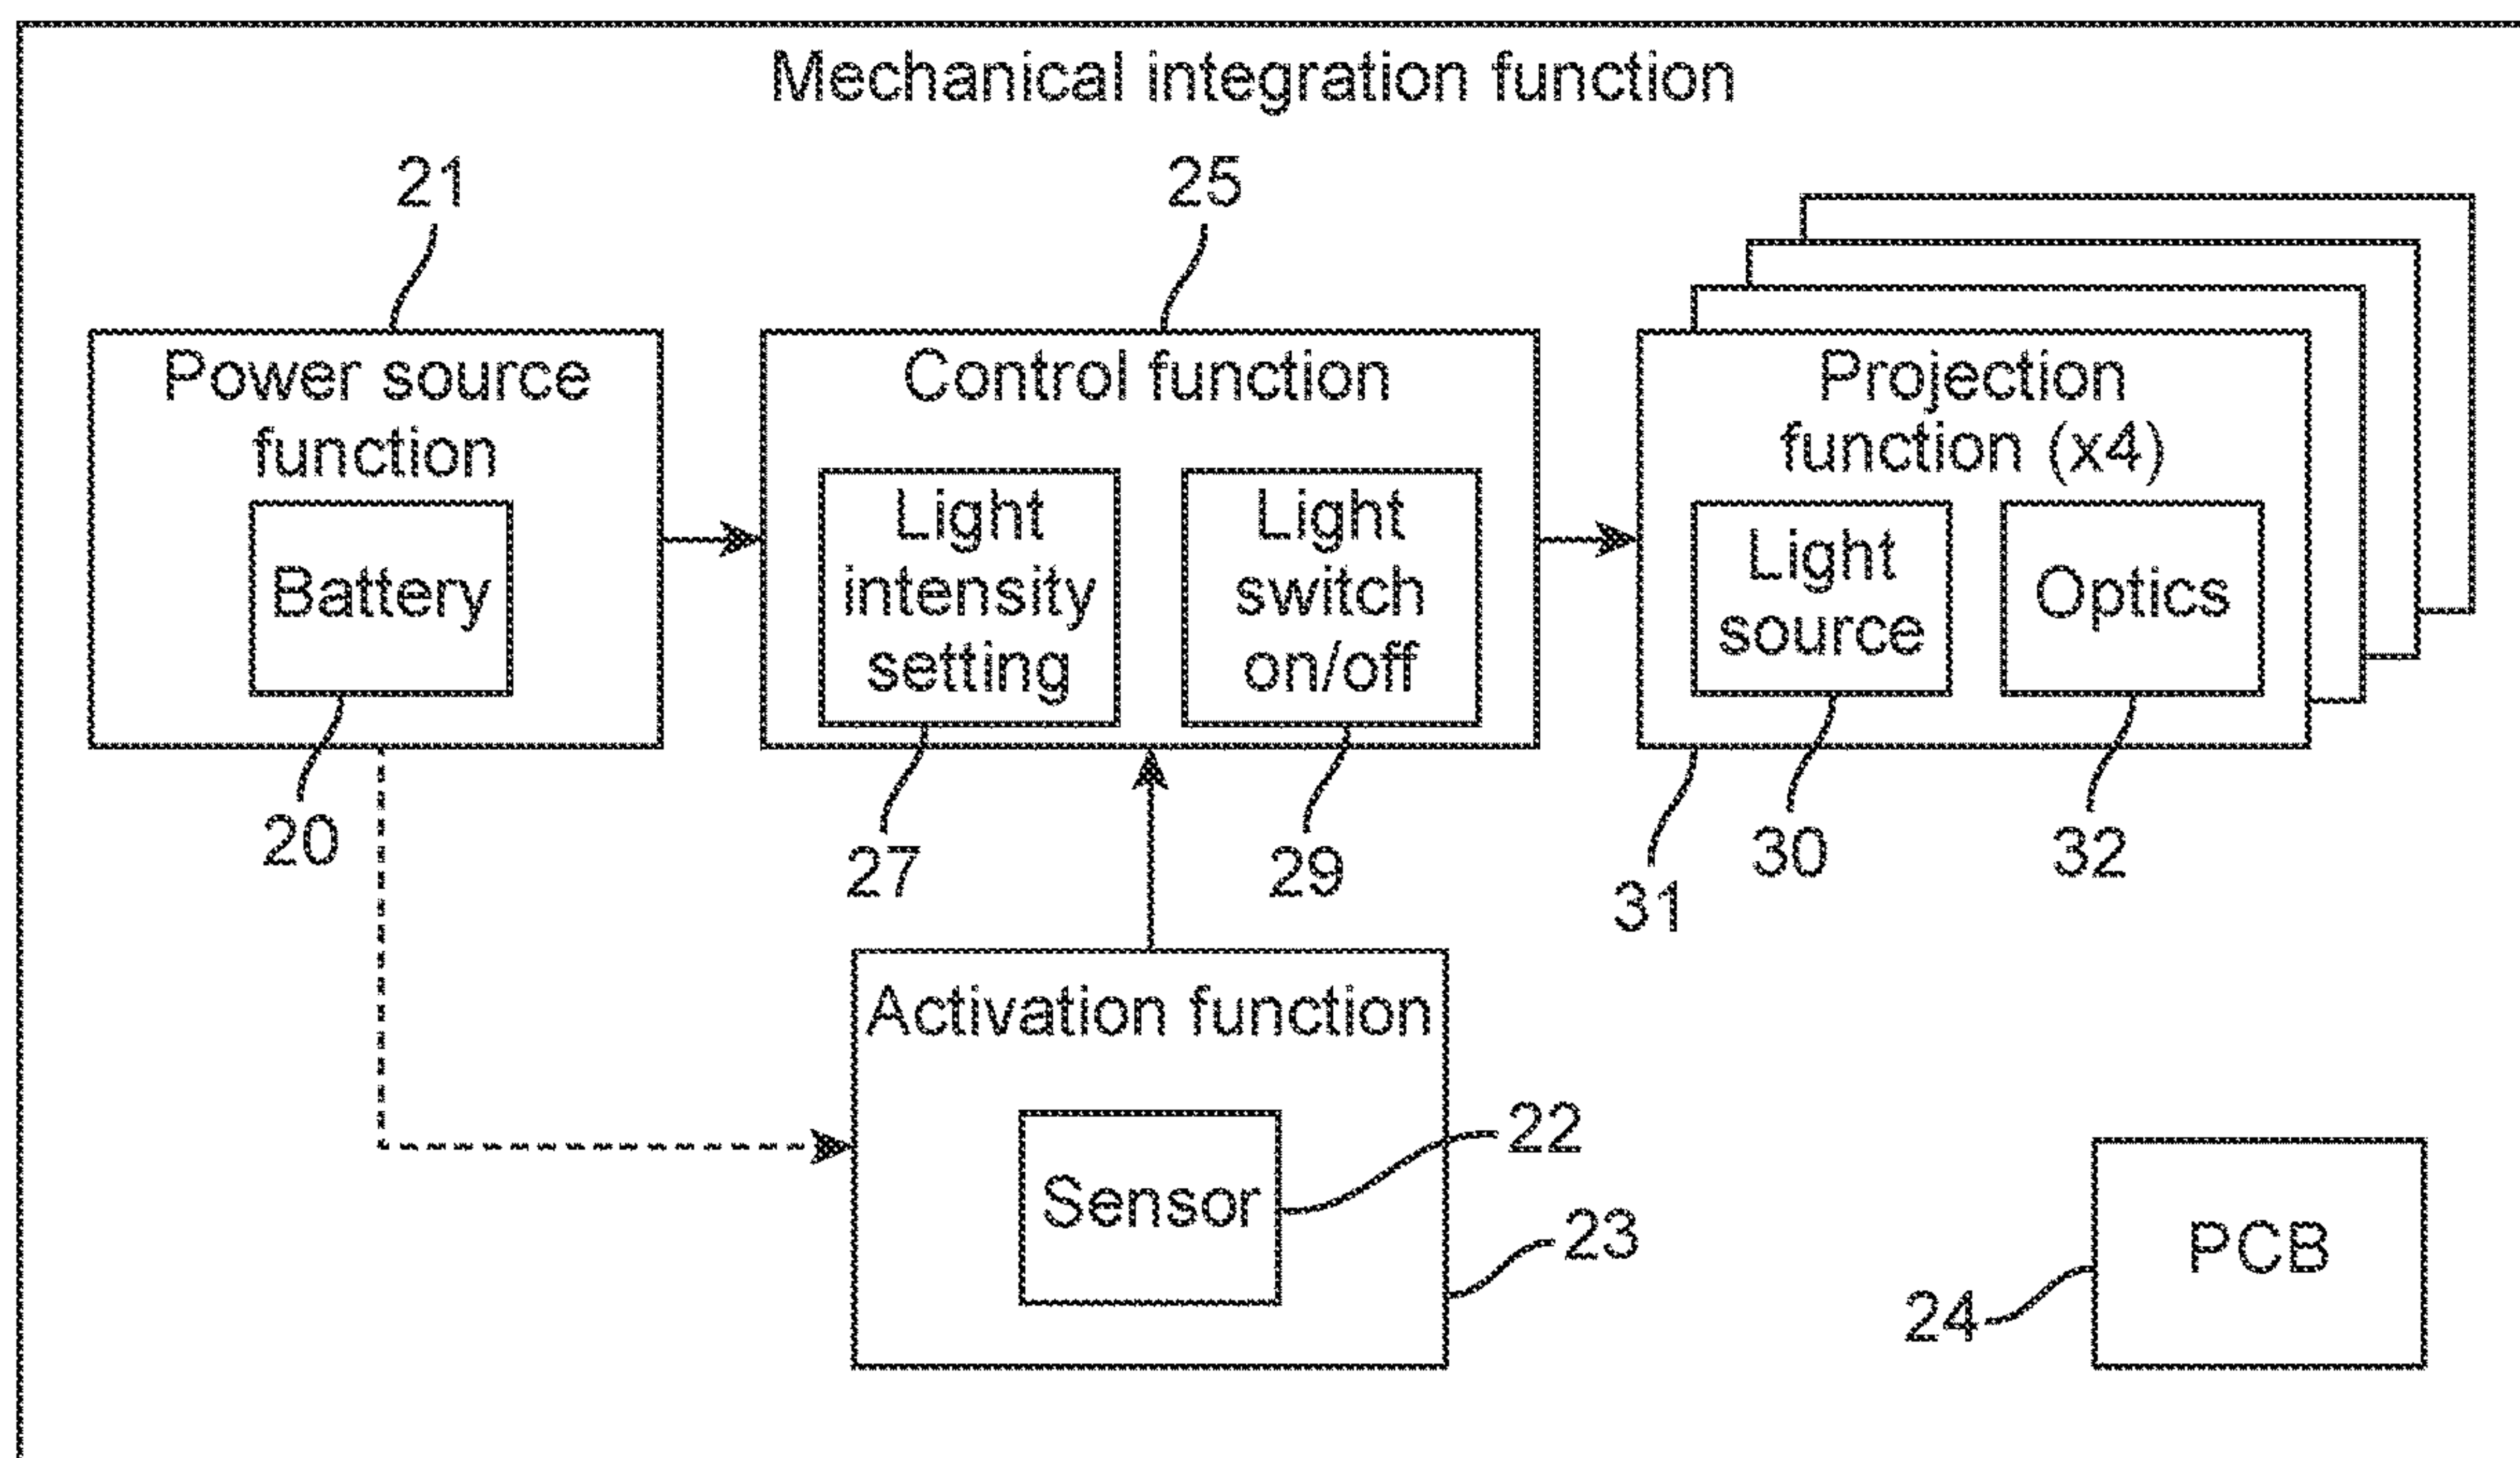 Mechanical integration function
21
25
Power source
function
Battery
20
Control function
Light
intensity
setting
27
Light
switch
on/off
29
Projection
function (x4)
Light
source
30
Optics
32
31
Activation function
Sensor
22
23
PCB
24